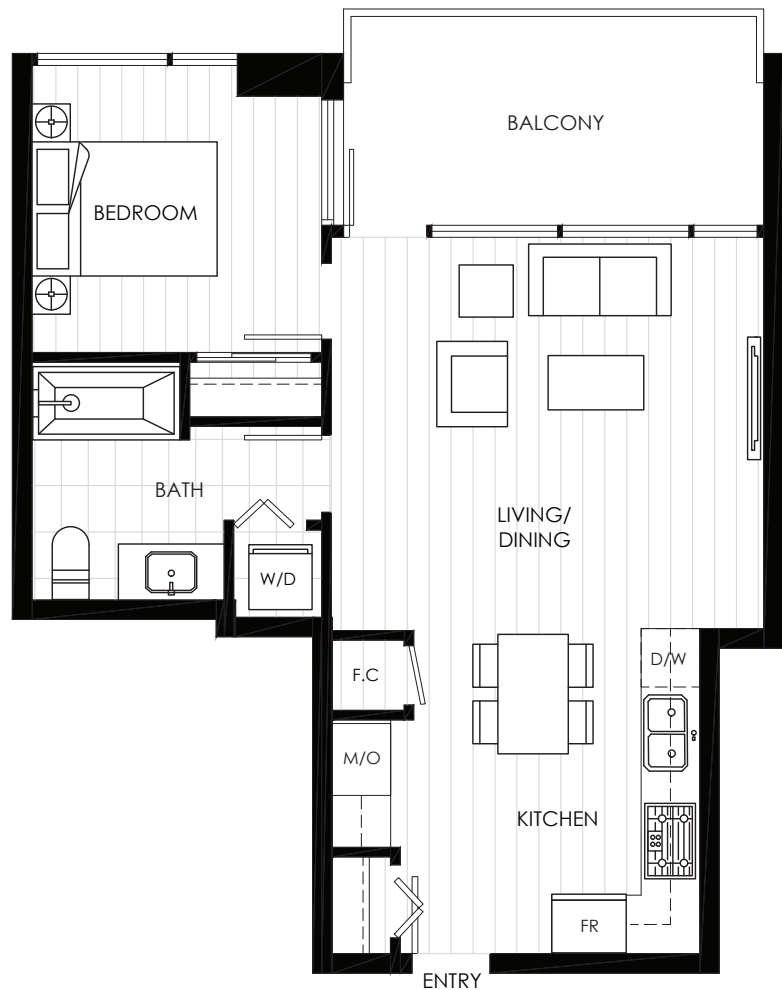 BALCONY
BEDROOM
BATH
LIVING/
DINING
W/D
D/W
F.C
M/O
KITCHEN
FR
ENTRY